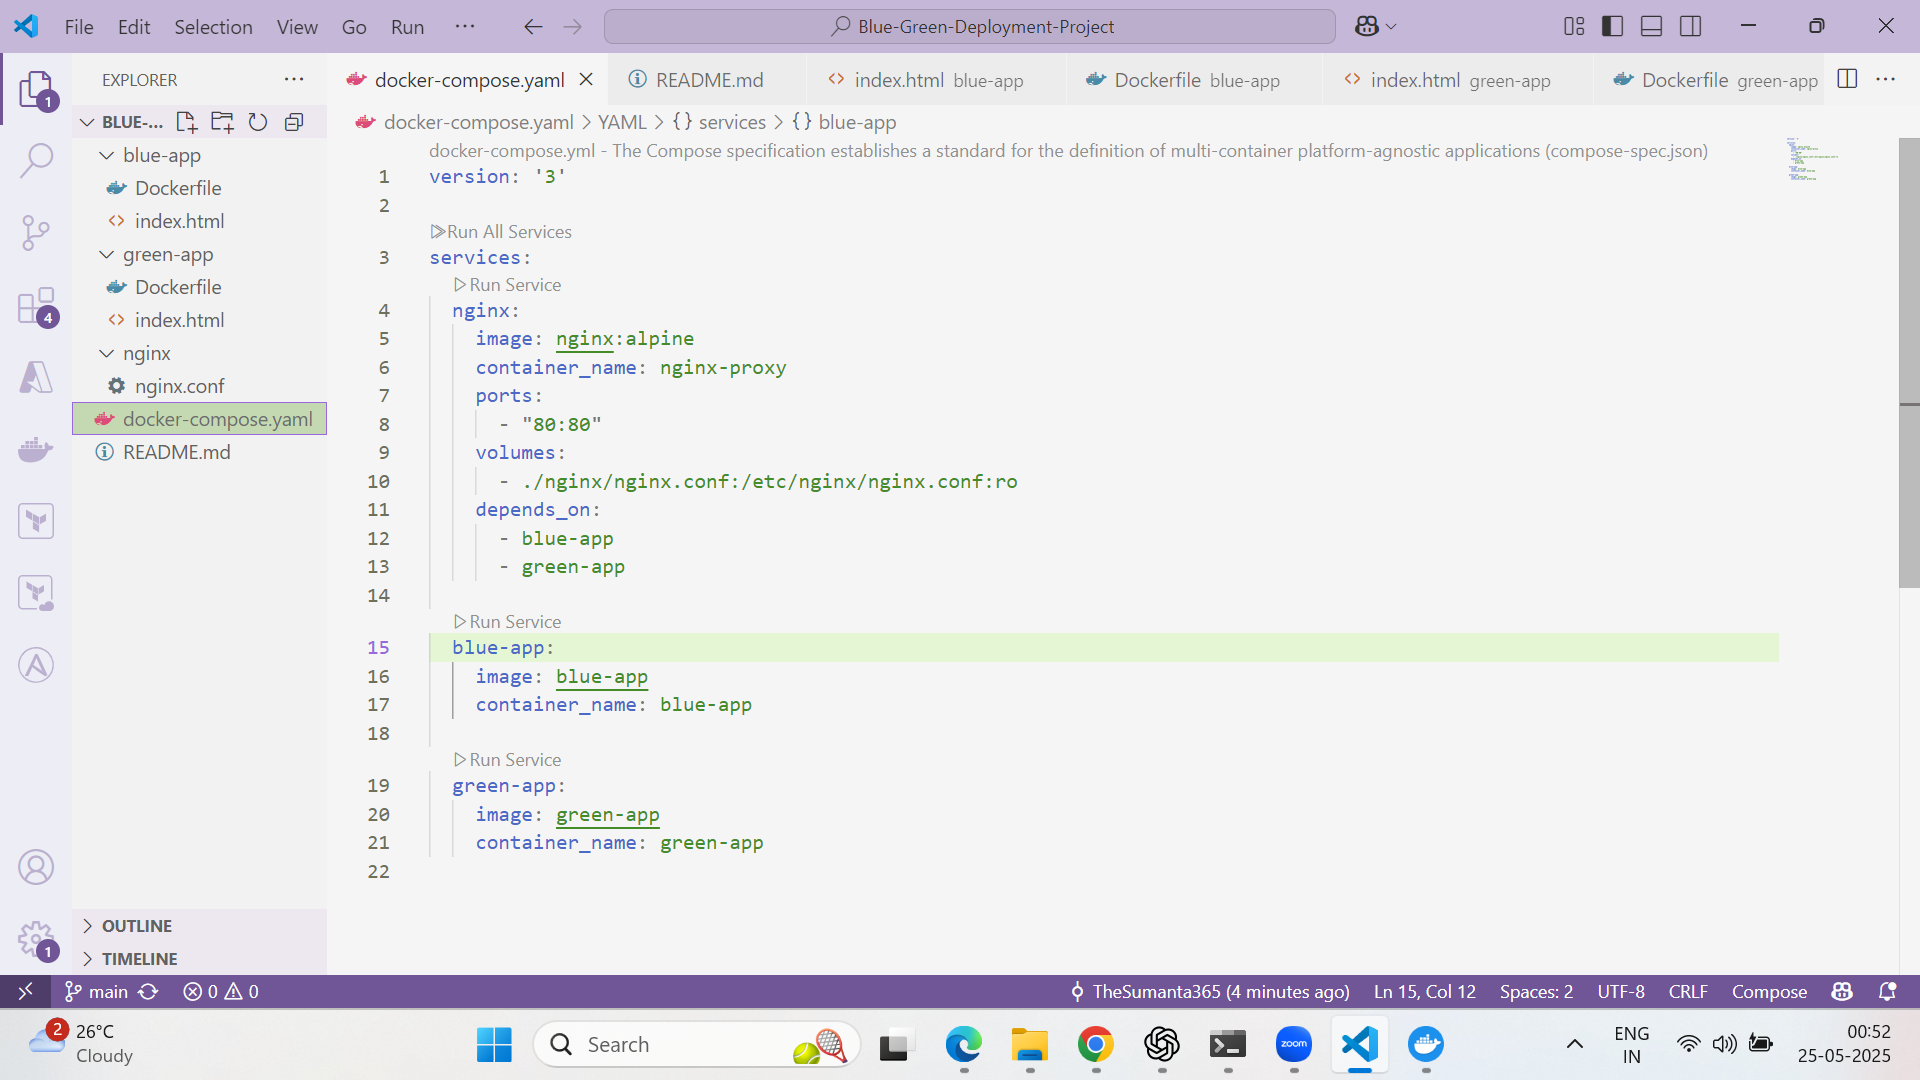 File Edit Selection View Go Run ···
Blue-Green-Deployment-Project
EXPLORER ···
BLUE-...
blue-app
Dockerfile
index.html
green-app
Dockerfile
index.html
nginx
nginx.conf
docker-compose.yaml
README.md
OUTLINE
TIMELINE
1
4
1
docker-compose.yaml
README.md
index.html blue-app
Dockerfile blue-app
index.html green-app
Dockerfile green-app
docker-compose.yaml > YAML > {} services > {} blue-app
docker-compose.yml - The Compose specification establishes a standard for the definition of multi-container platform-agnostic applications (compose-spec.json)
1 version: '3'
2
Run All Services
3 services:
Run Service
4 nginx:
5 image: nginx:alpine
6 container_name: nginx-proxy
7 ports:
8 - "80:80"
9 volumes:
10 - ./nginx/nginx.conf:/etc/nginx/nginx.conf:ro
11 depends_on:
12 - blue-app
13 - green-app
14
Run Service
15 blue-app:
16 image: blue-app
17 container_name: blue-app
18
Run Service
19 green-app:
20 image: green-app
21 container_name: green-app
22
main 0 0 TheSumanta365 (4 minutes ago) Ln 15, Col 12 Spaces: 2 UTF-8 CRLF Compose
2
26°C
Cloudy
Search
zoom
ENG
IN
00:52
25-05-2025